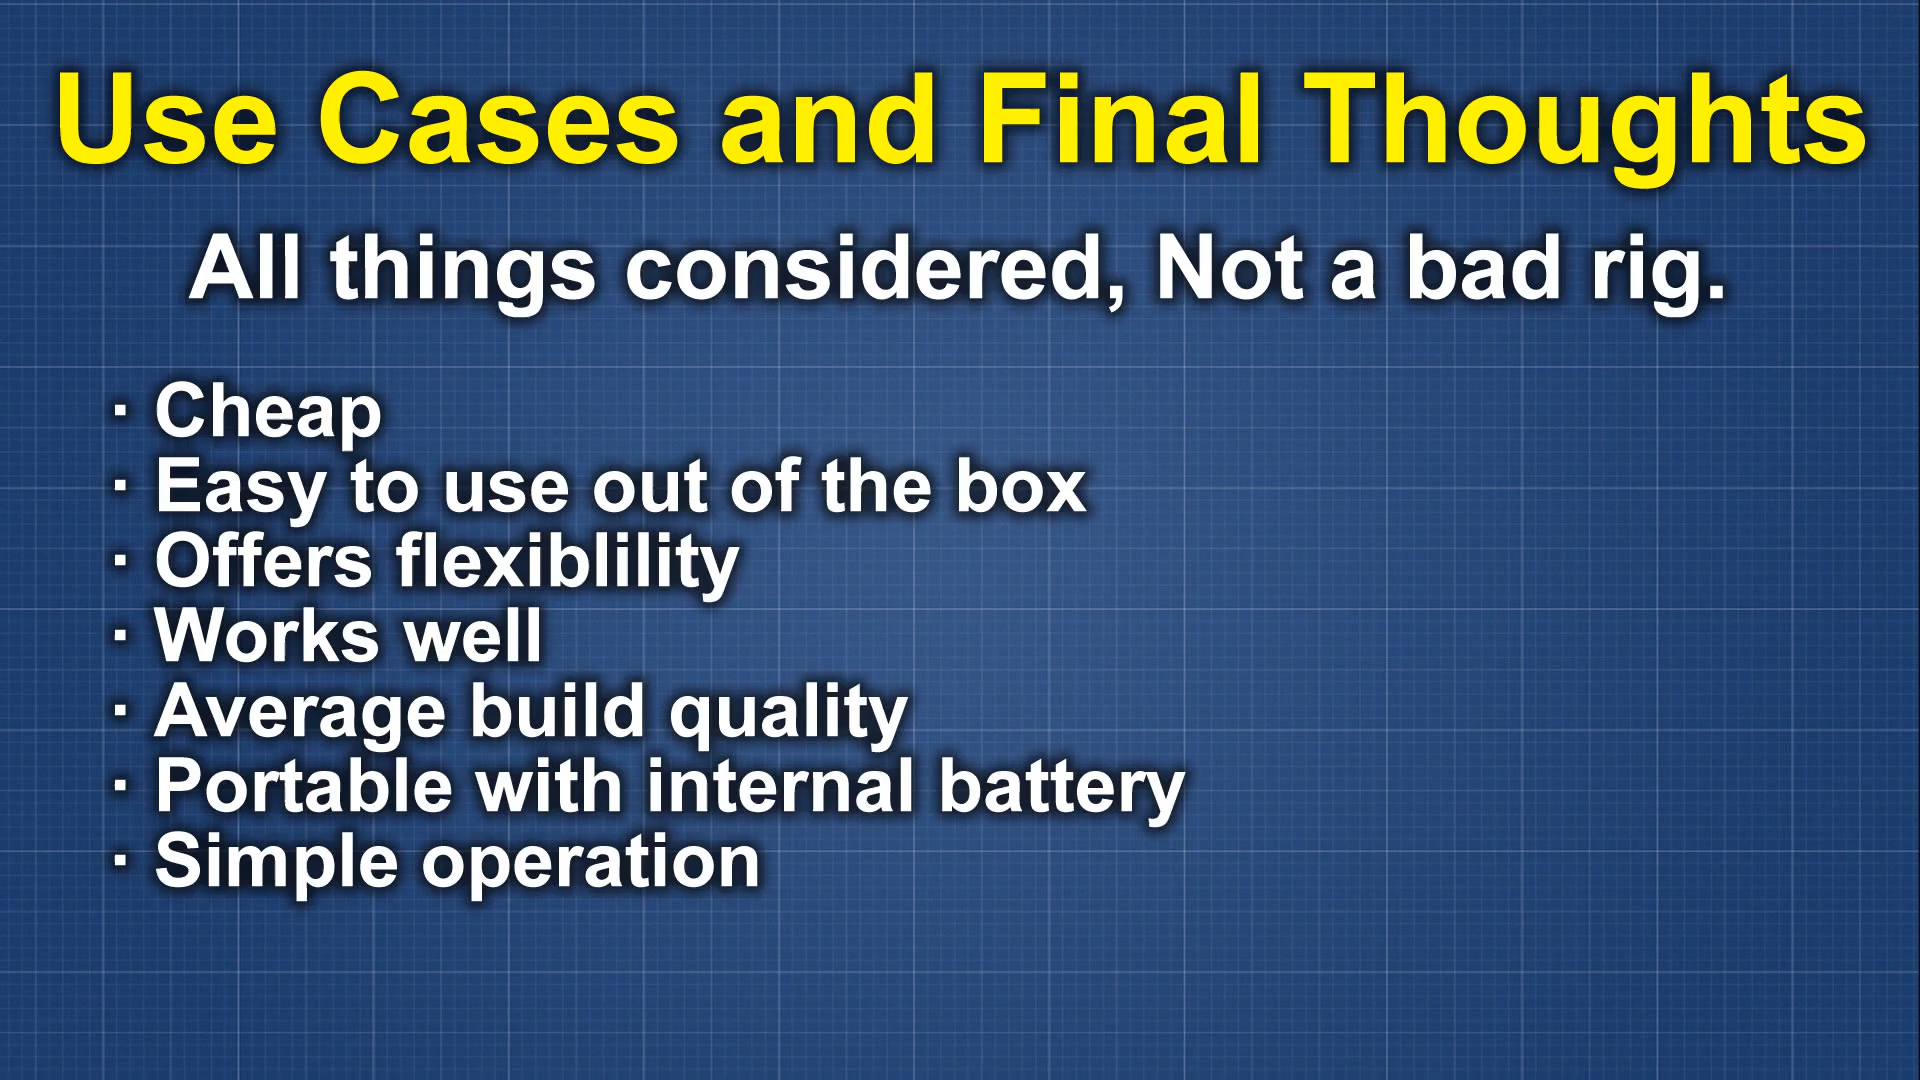 Use Cases and Final Thoughts
All things considered, Not a bad rig.
· Cheap
· Easy to use out of the box
· Offers flexiblility
· Works well
· Average build quality
· Portable with internal battery
· Simple operation